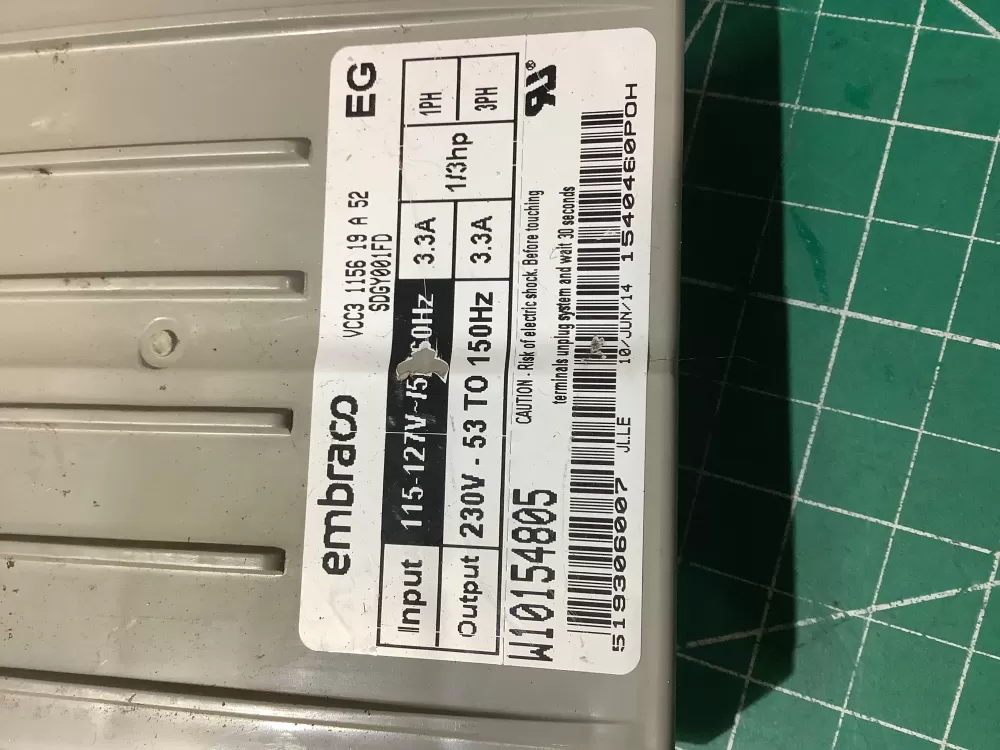 embraco
VCC3 1156 19 A 52
SDGY001FD
EG
Input 115-127V~/5 60Hz 3.3A 1/3hp 1PH
Output 230V - 53 TO 150Hz 3.3A 3PH
W10154805
CAUTION - Risk of electric shock. Before touching
terminals unplug system and wait 30 seconds
519306007 JLLE 10/JUN/14 1540460P0H